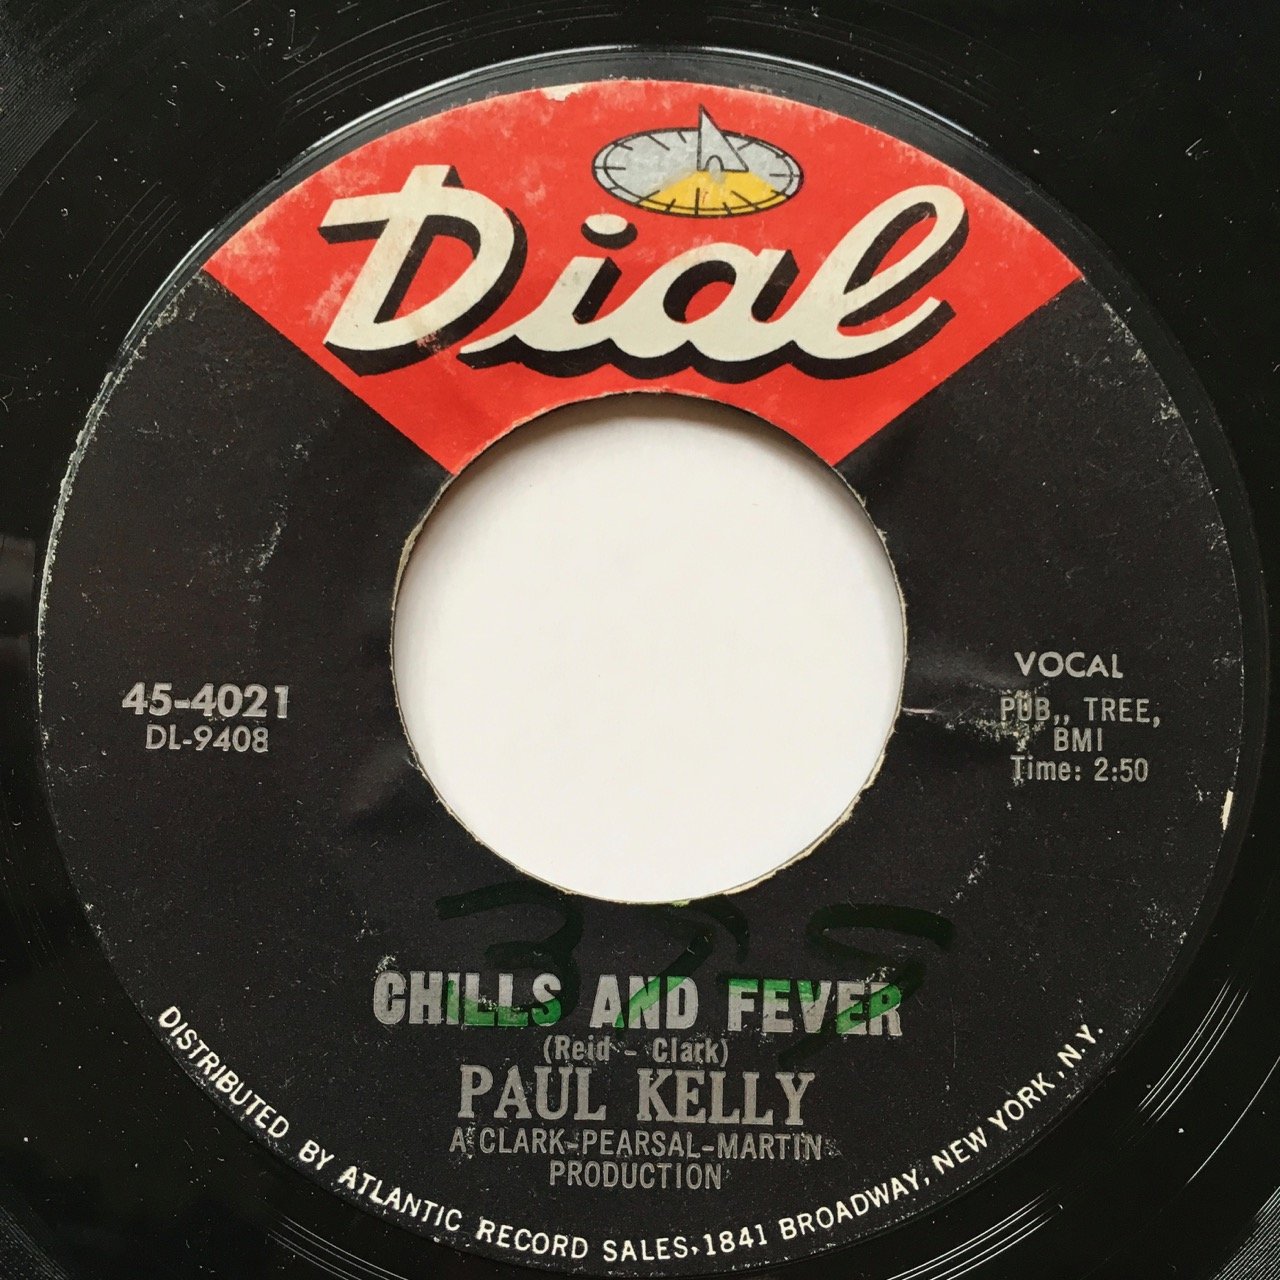 Dial
45-4021
DL-9408
VOCAL
PUB,, TREE,
BMI
Time: 2:50
CHILLS AND FEVER
(Reid - Clark)
PAUL KELLY
A CLARK-PEARSAL-MARTIN
PRODUCTION
DISTRIBUTED BY ATLANTIC RECORD SALES, 1841 BROADWAY, NEW YORK, N.Y.